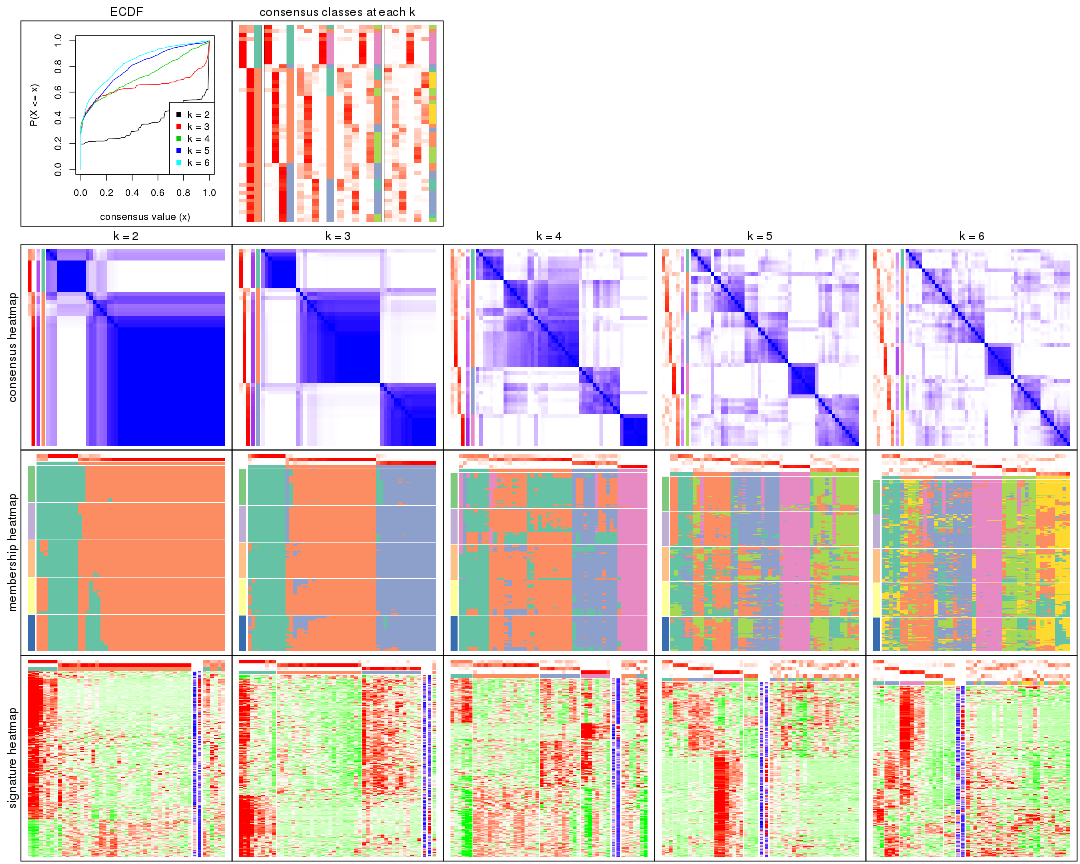 ECDF
consensus classes at each k
P(X <= x)
0.0 0.2 0.4 0.6 0.8 1.0
k = 2
k = 3
k = 4
k = 5
k = 6
0.0 0.2 0.4 0.6 0.8 1.0
consensus value (x)
k = 2 k = 3 k = 4 k = 5 k = 6
consensus heatmap
membership heatmap
signature heatmap